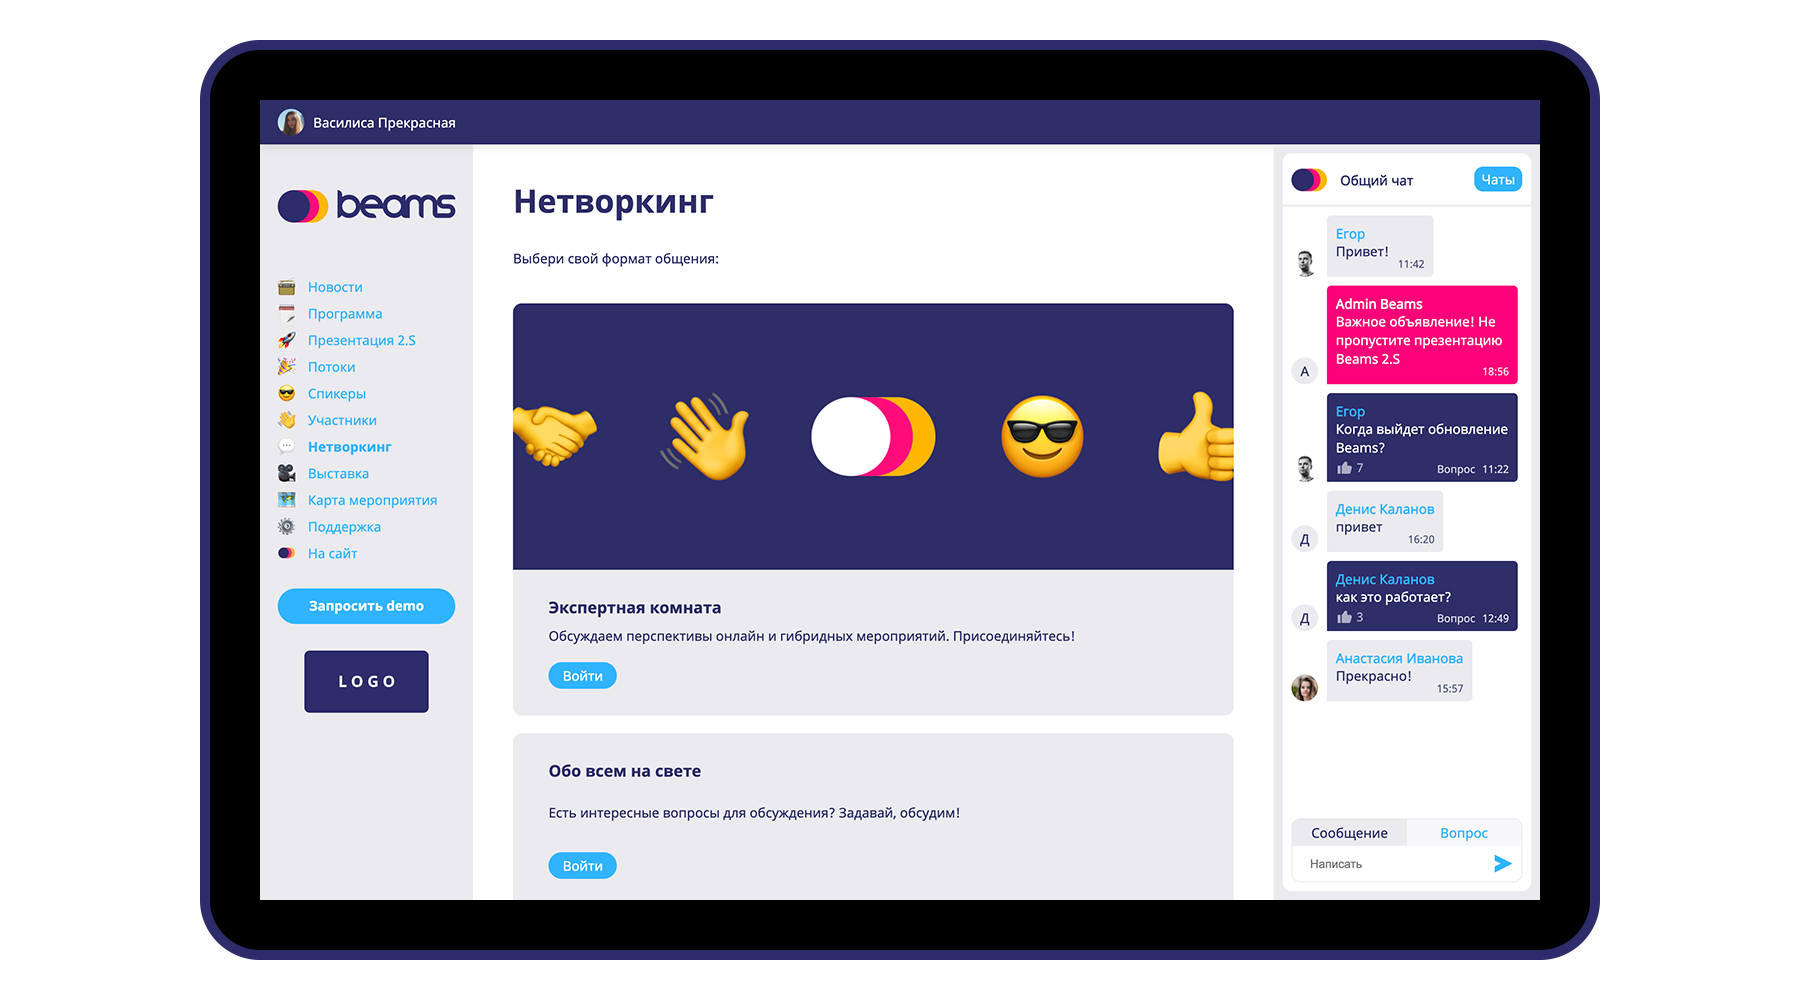 Василиса Прекрасная
beams
Новости
Программа
Презентация 2.S
Потоки
Спикеры
Участники
Нетворкинг
Выставка
Карта мероприятия
Поддержка
На сайт
Запросить demo
LOGO
Нетворкинг
Выбери свой формат общения:
Экспертная комната
Обсуждаем перспективы онлайн и гибридных мероприятий. Присоединяйтесь!
Войти
Обо всем на свете
Есть интересные вопросы для обсуждения? Задавай, обсудим!
Войти
Общий чат
Чаты
Егор
Привет!
11:42
Admin Beams
Важное объявление! Не
пропустите презентацию
Beams 2.S
18:56
А
Егор
Когда выйдет обновление
Beams?
7 Вопрос 11:22
Денис Каланов
привет
16:20
Д
Денис Каланов
как это работает?
3 Вопрос 12:49
Д
Анастасия Иванова
Прекрасно!
15:57
Сообщение
Вопрос
Написать